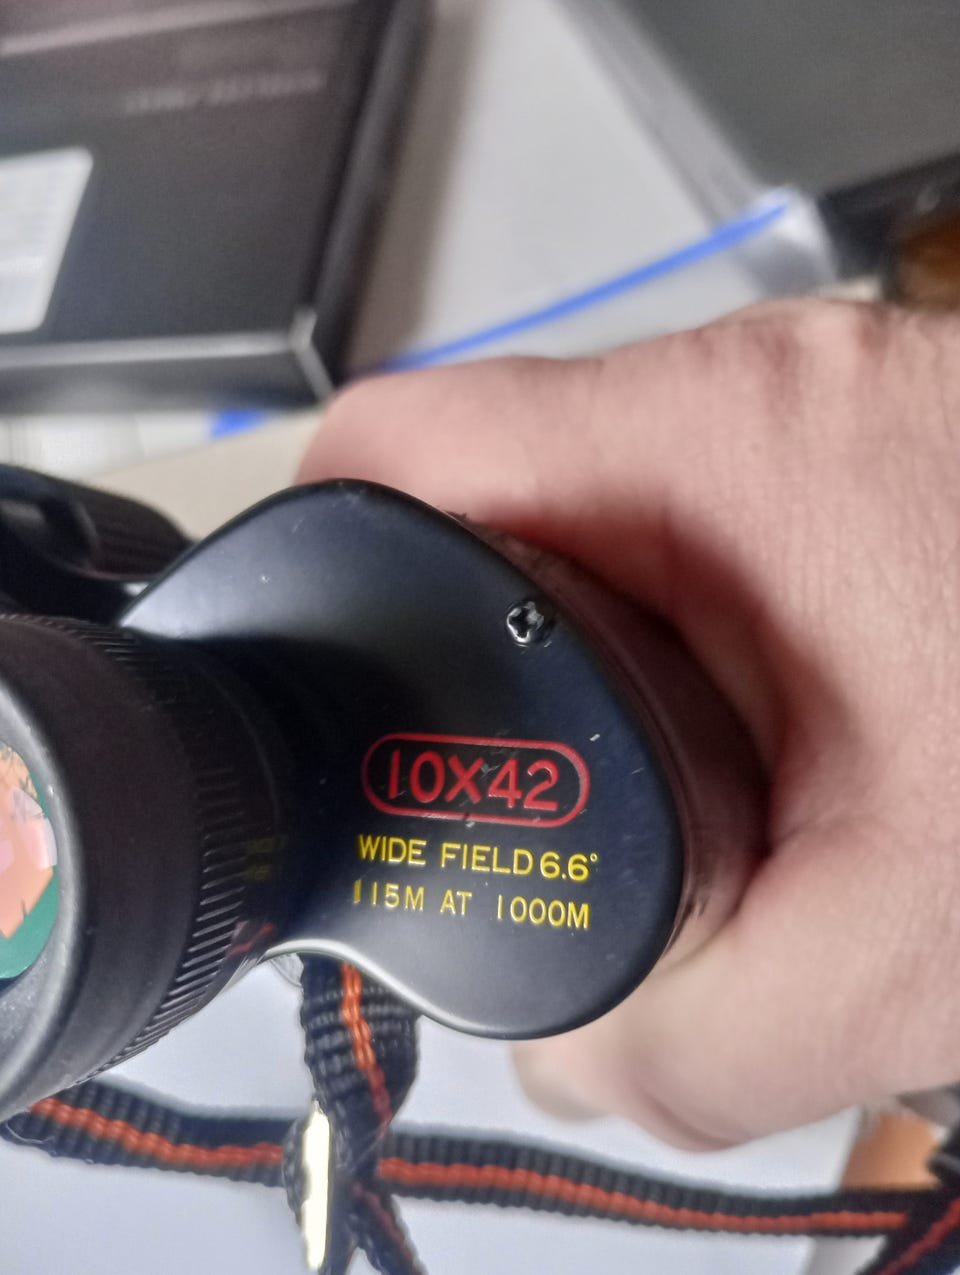 10X42
WIDE FIELD 6.6°
115M AT 1000M